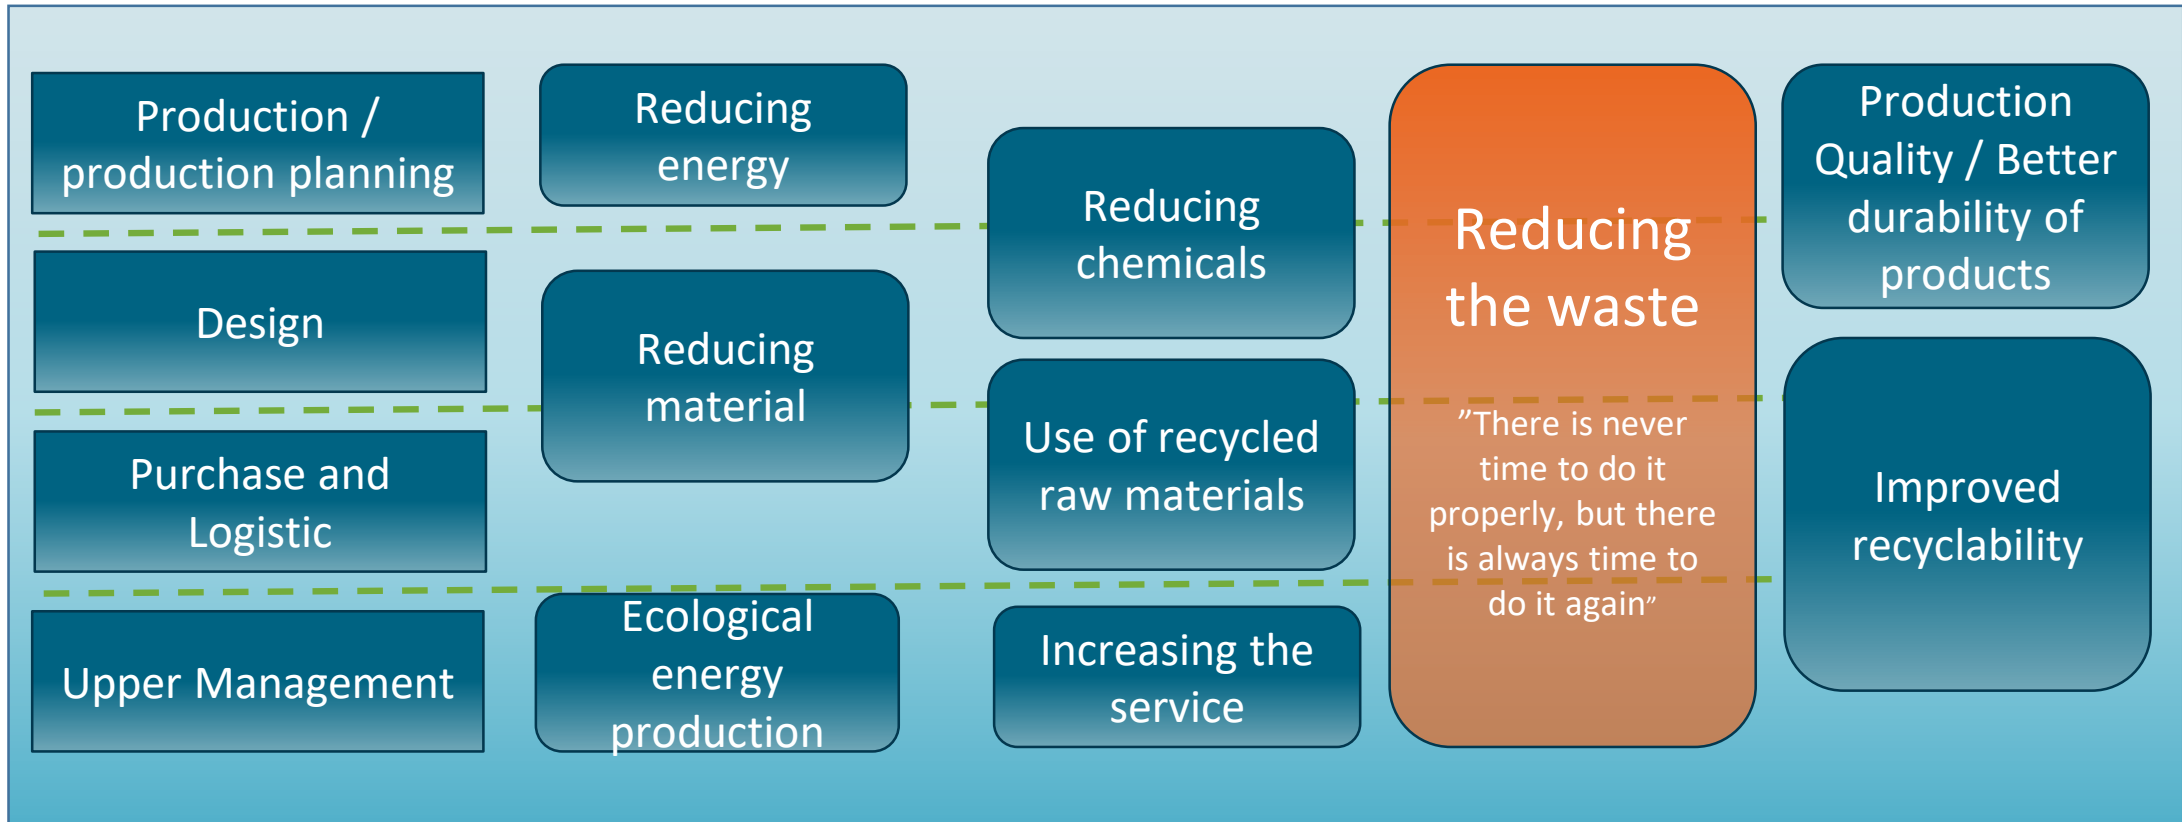 Production /
production planning
Design
Purchase and
Logistic
Upper Management
Reducing
energy
Reducing
material
Ecological
energy
production
Reducing
chemicals
Use of recycled
raw materials
Increasing the
service
Reducing
the waste
”There is never
time to do it
properly, but there
is always time to
do it again”
Production
Quality / Better
durability of
products
Improved
recyclability